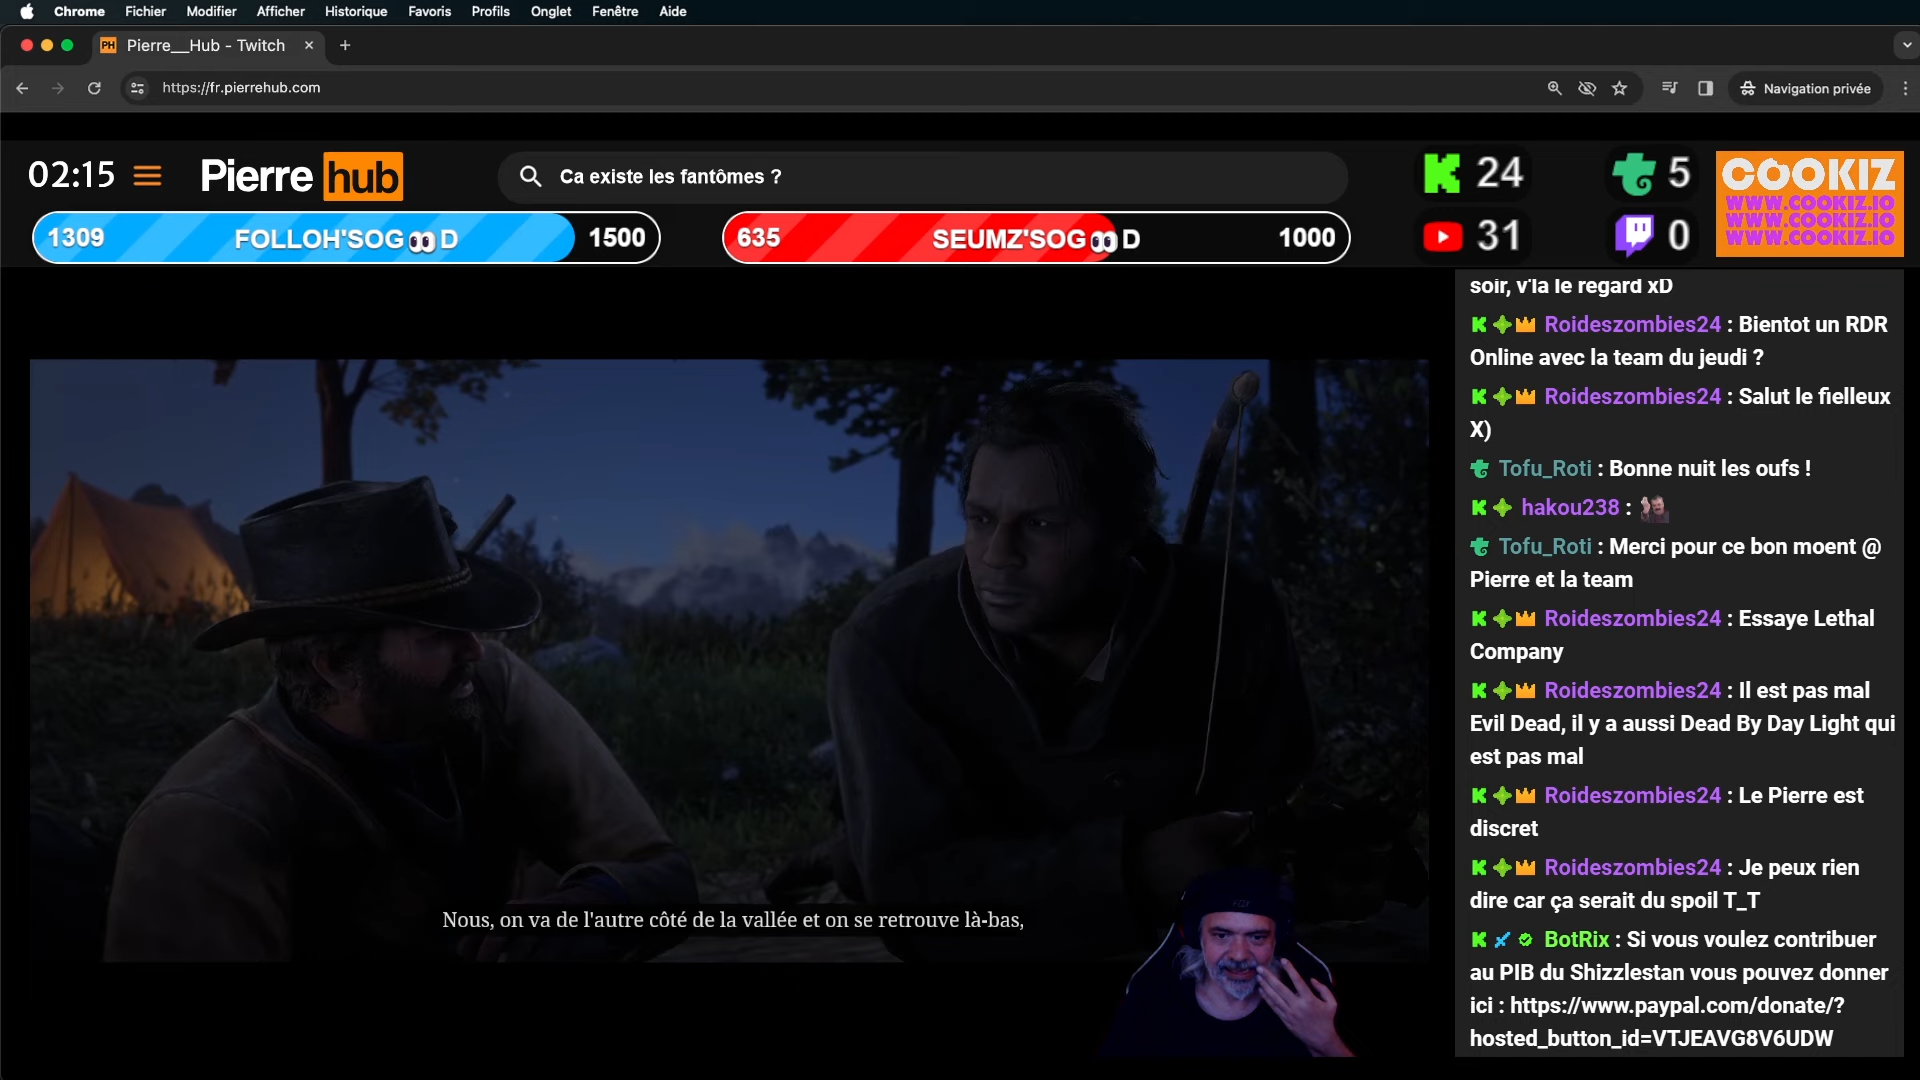 Chrome Fichier Modifier Afficher Historique Favoris Profils Onglet Fenêtre Aide
PH Pierre__Hub - Twitch
https://fr.pierrehub.com
Navigation privée
02:15
Pierre hub
Ca existe les fantômes ?
24
5
31
0
COOKIZ
WWW.COOKIZ.IO
WWW.COOKIZ.IO
WWW.COOKIZ.IO
1309 FOLLOH'SOG👀D 1500
635 SEUMZ'SOG👀D 1000
soir, v'la le regard xD
Roideszombies24 : Bientot un RDR
Online avec la team du jeudi ?
Roideszombies24 : Salut le fielleux
X)
Tofu_Roti : Bonne nuit les oufs !
hakou238 :
Tofu_Roti : Merci pour ce bon moent @
Pierre et la team
Roideszombies24 : Essaye Lethal
Company
Roideszombies24 : Il est pas mal
Evil Dead, il y a aussi Dead By Day Light qui
est pas mal
Roideszombies24 : Le Pierre est
discret
Roideszombies24 : Je peux rien
dire car ça serait du spoil T_T
BotRix : Si vous voulez contribuer
au PIB du Shizzlestan vous pouvez donner
ici : https://www.paypal.com/donate/?
hosted_button_id=VTJEAVG8V6UDW
Nous, on va de l'autre côté de la vallée et on se retrouve là-bas,